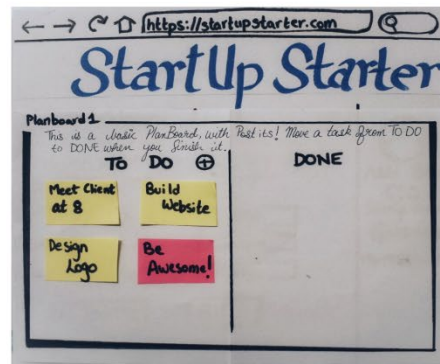 https://startupstarter.com
StartUp Starter
Planboard 1
This is a basic PlanBoard, with Post its! Move a task from TO DO
to DONE when you finish it.
TO DO ⊕
DONE
Meet Client
at 8
Build
Website
Design
Logo
Be
Awesome!